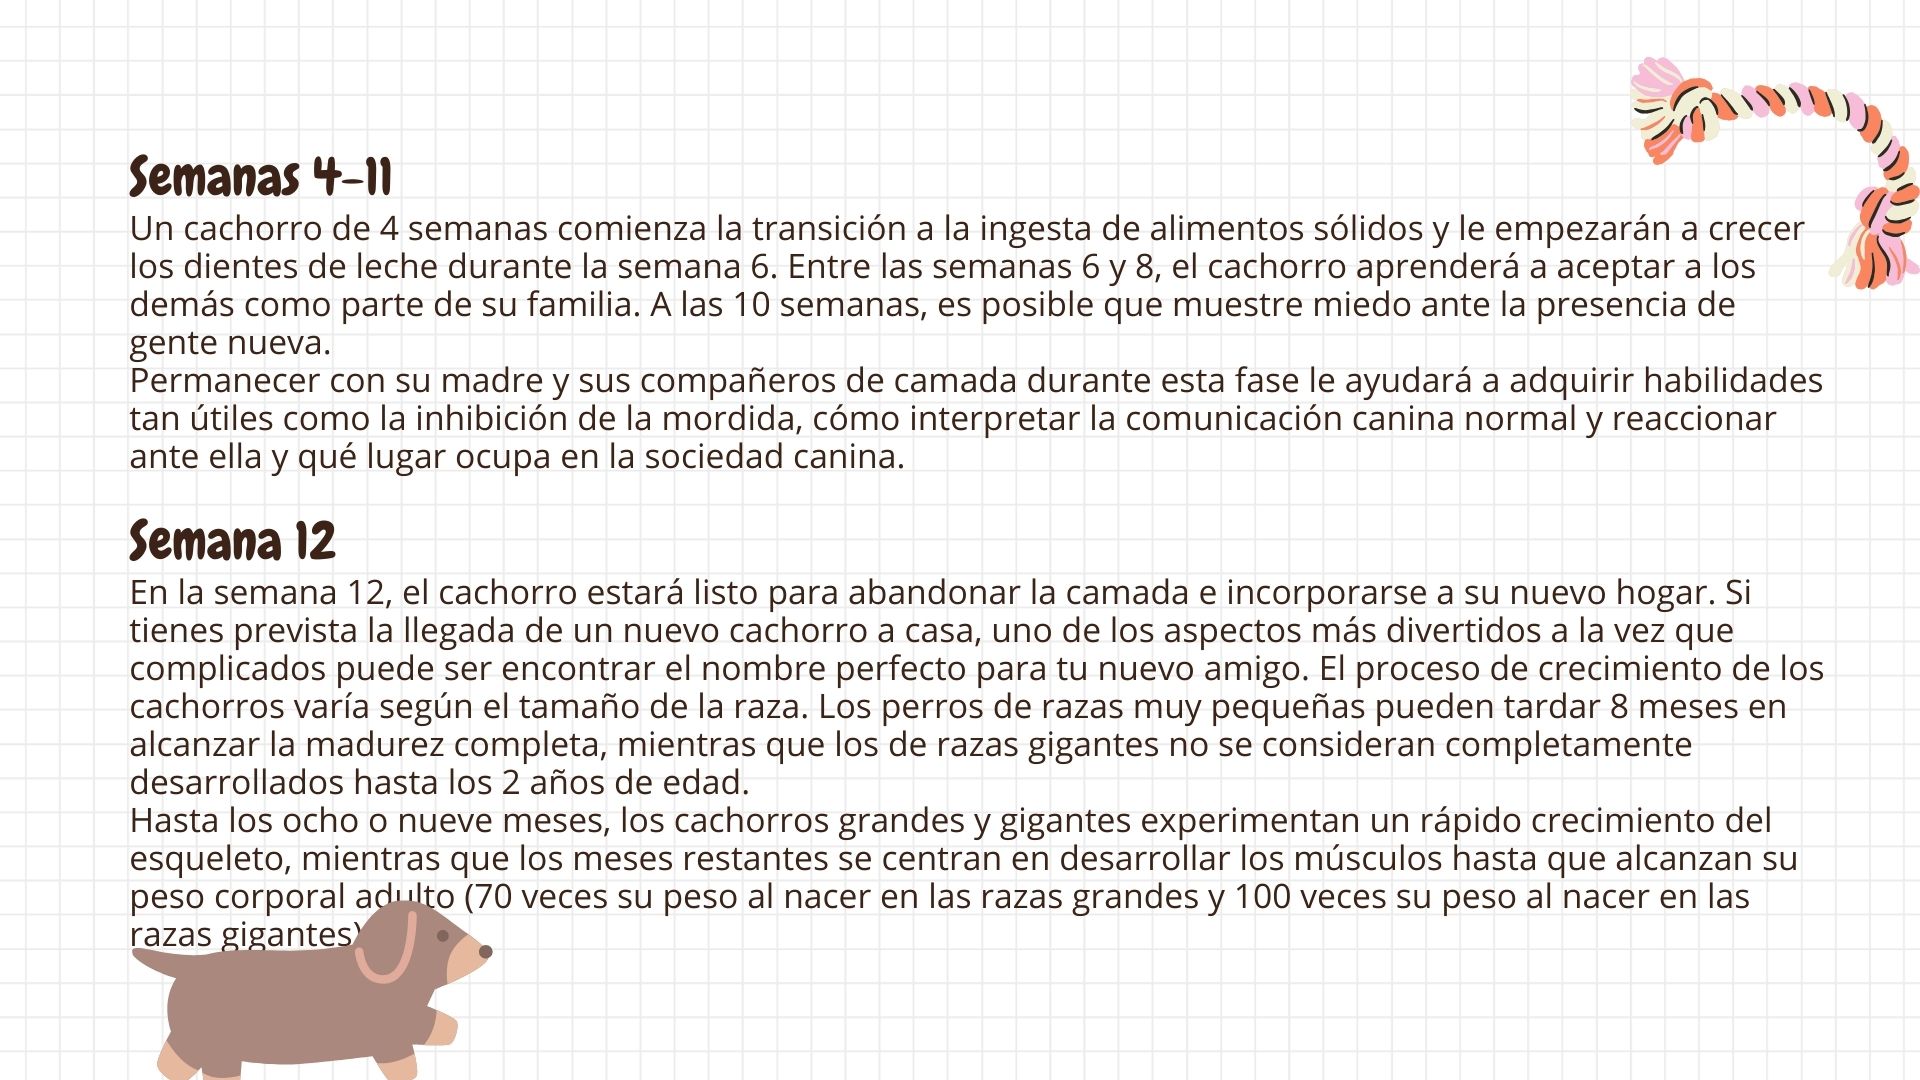 Semanas 4–11
Un cachorro de 4 semanas comienza la transición a la ingesta de alimentos sólidos y le empezarán a crecer
los dientes de leche durante la semana 6. Entre las semanas 6 y 8, el cachorro aprenderá a aceptar a los
demás como parte de su familia. A las 10 semanas, es posible que muestre miedo ante la presencia de
gente nueva.
Permanecer con su madre y sus compañeros de camada durante esta fase le ayudará a adquirir habilidades
tan útiles como la inhibición de la mordida, cómo interpretar la comunicación canina normal y reaccionar
ante ella y qué lugar ocupa en la sociedad canina.
Semana 12
En la semana 12, el cachorro estará listo para abandonar la camada e incorporarse a su nuevo hogar. Si
tienes prevista la llegada de un nuevo cachorro a casa, uno de los aspectos más divertidos a la vez que
complicados puede ser encontrar el nombre perfecto para tu nuevo amigo. El proceso de crecimiento de los
cachorros varía según el tamaño de la raza. Los perros de razas muy pequeñas pueden tardar 8 meses en
alcanzar la madurez completa, mientras que los de razas gigantes no se consideran completamente
desarrollados hasta los 2 años de edad.
Hasta los ocho o nueve meses, los cachorros grandes y gigantes experimentan un rápido crecimiento del
esqueleto, mientras que los meses restantes se centran en desarrollar los músculos hasta que alcanzan su
peso corporal adulto (70 veces su peso al nacer en las razas grandes y 100 veces su peso al nacer en las
razas gigantes)